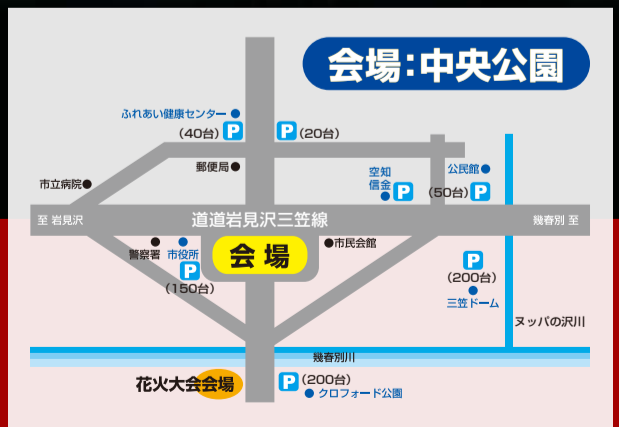 会場:中央公園
ふれあい健康センター
(40台) P
P (20台)
郵便局
市立病院
空知
信金
P
公民館
(50台) P
至 岩見沢
道道岩見沢三笠線
幾春別 至
警察署
市役所
会場
市民会館
P
(150台)
P
(200台)
三笠ドーム
ヌッパの沢川
幾春別川
花火大会会場
P (200台)
クロフォード公園